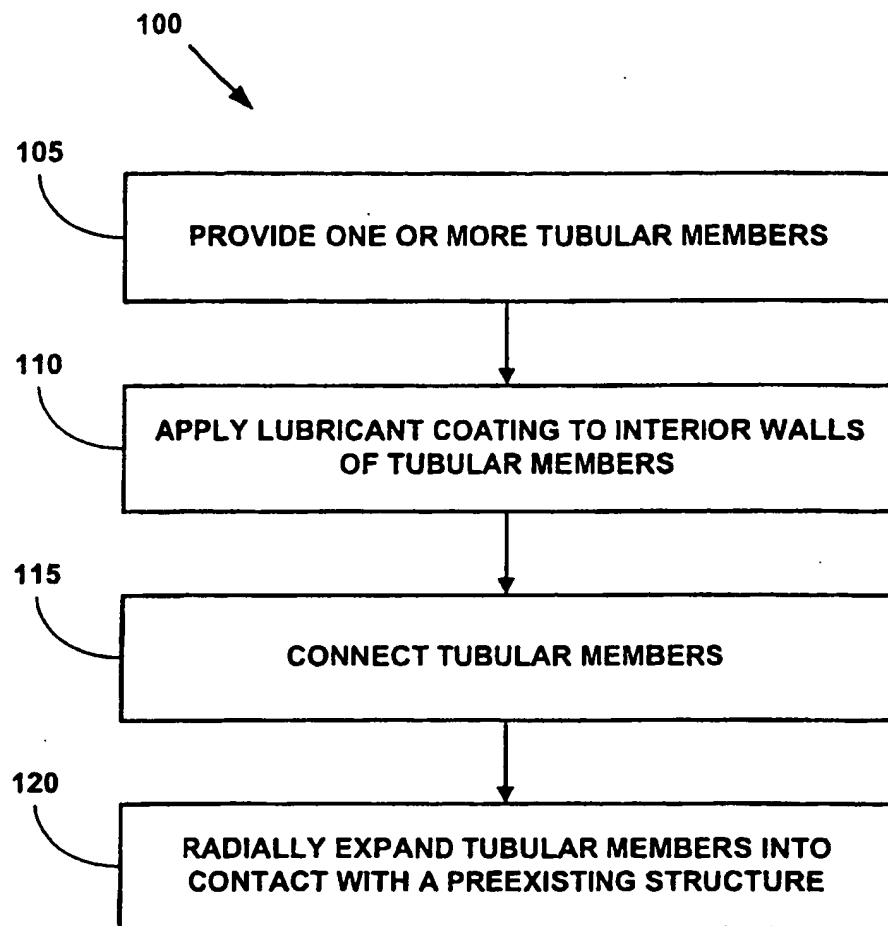 100
105
PROVIDE ONE OR MORE TUBULAR MEMBERS
110
APPLY LUBRICANT COATING TO INTERIOR WALLS
OF TUBULAR MEMBERS
115
CONNECT TUBULAR MEMBERS
120
RADIALLY EXPAND TUBULAR MEMBERS INTO
CONTACT WITH A PREEXISTING STRUCTURE